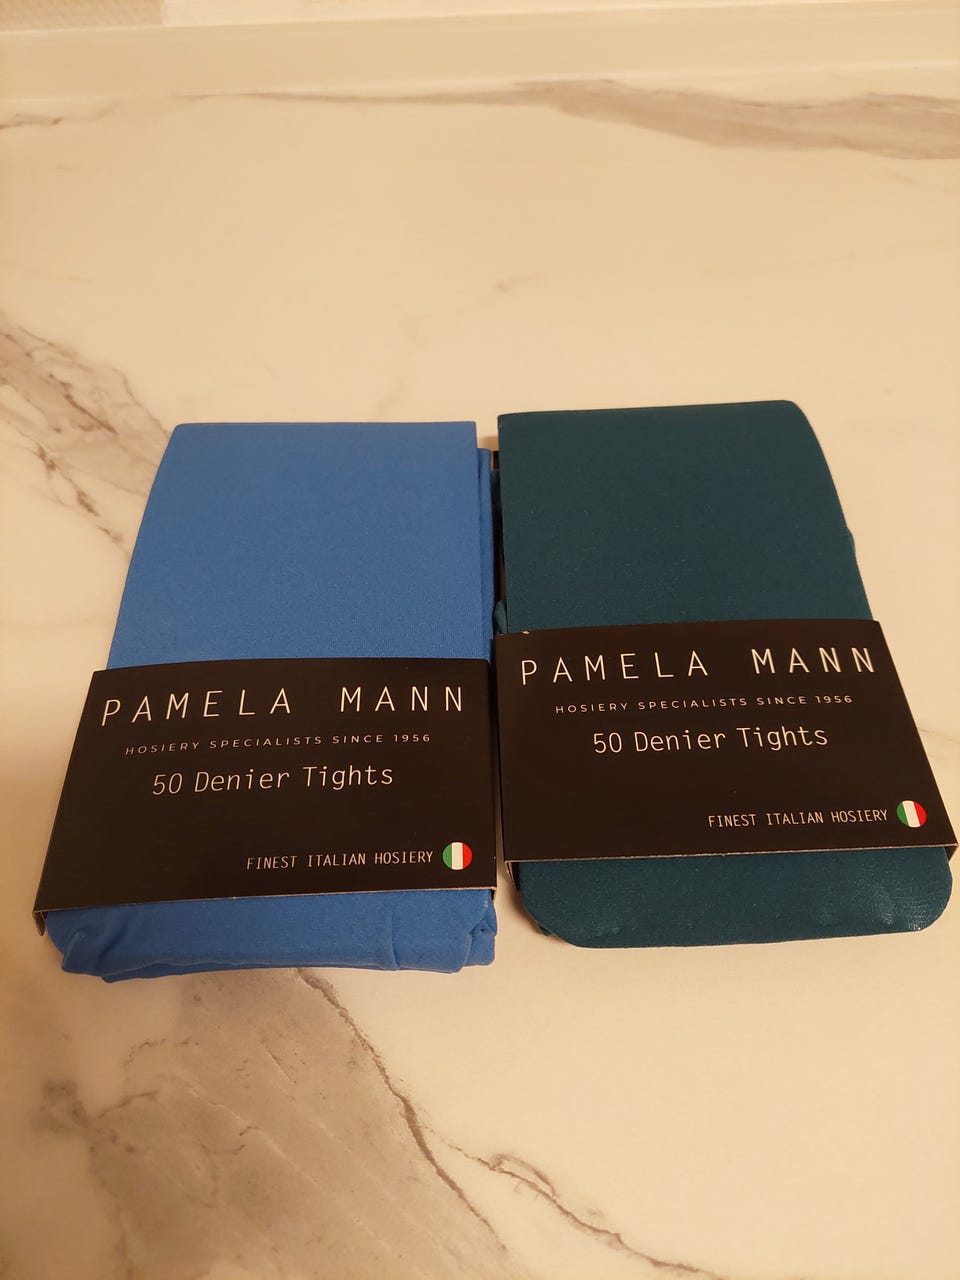 PAMELA MANN
HOSIERY SPECIALISTS SINCE 1956
50 Denier Tights
FINEST ITALIAN HOSIERY
PAMELA MANN
HOSIERY SPECIALISTS SINCE 1956
50 Denier Tights
FINEST ITALIAN HOSIERY